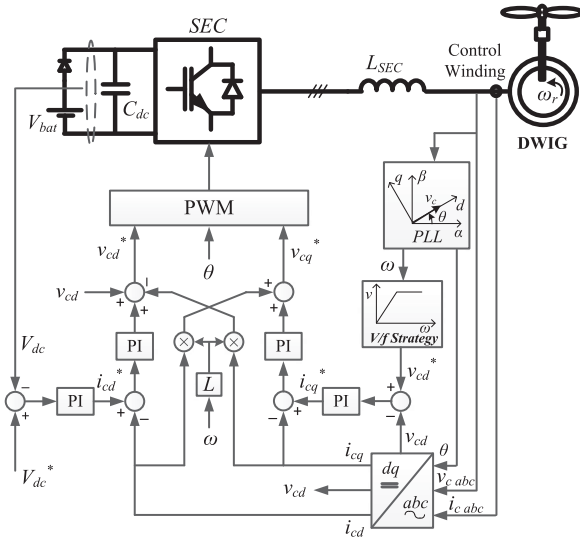 SEC
L_SEC
Control
Winding
ω_r
DWIG
V_bat
C_dc
q
β
v_c
d
θ
α
PLL
PWM
v_cd*
θ
v_cq*
ω
v
ω
V/f Strategy
v_cd
+
+
-
+
+
+
V_dc
PI
×
×
PI
v_cd*
L
i_cd*
i_cq*
-
+
PI
+
-
+
-
+
PI
+
-
ω
v_cd
V_dc*
i_cq
dq
θ
v_c abc
v_cd
abc
i_c abc
i_cd